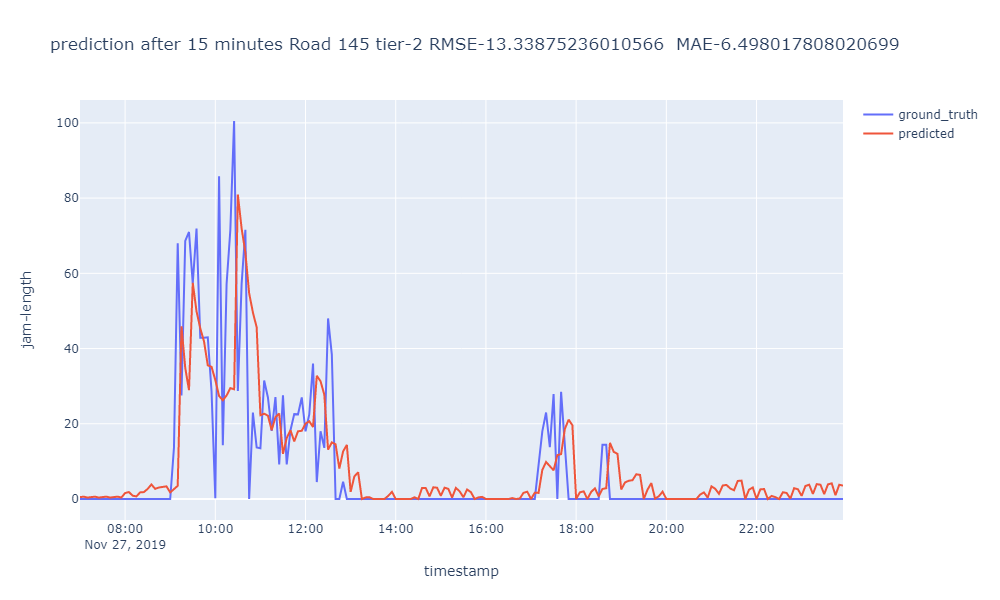 prediction after 15 minutes Road 145 tier-2 RMSE-13.33875236010566  MAE-6.498017808020699
ground_truth
predicted
100
80
60
40
20
0
jam-length
08:00 10:00 12:00 14:00 16:00 18:00 20:00 22:00
Nov 27, 2019
timestamp